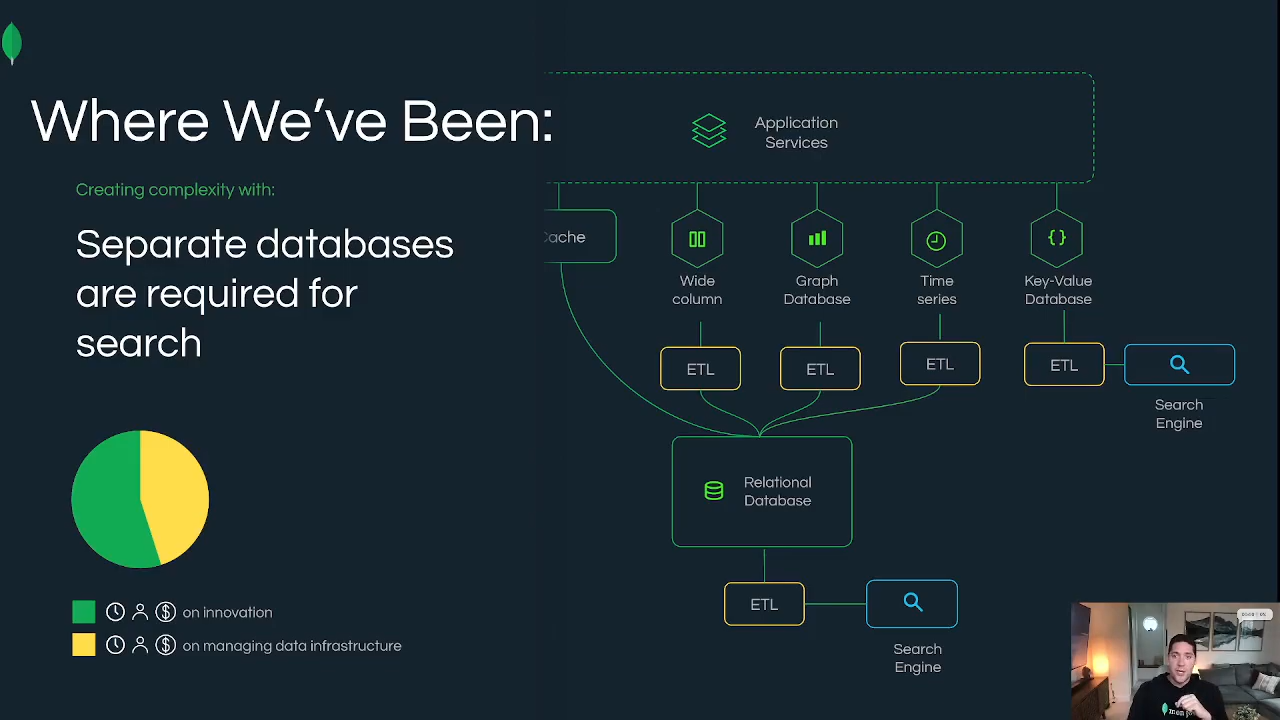 Where We’ve Been:
Creating complexity with:
Separate databases
are required for
search
on innovation
on managing data infrastructure
Application
Services
Cache
Wide
column
Graph
Database
Time
series
Key-Value
Database
ETL
ETL
ETL
ETL
Search
Engine
Relational
Database
ETL
Search
Engine